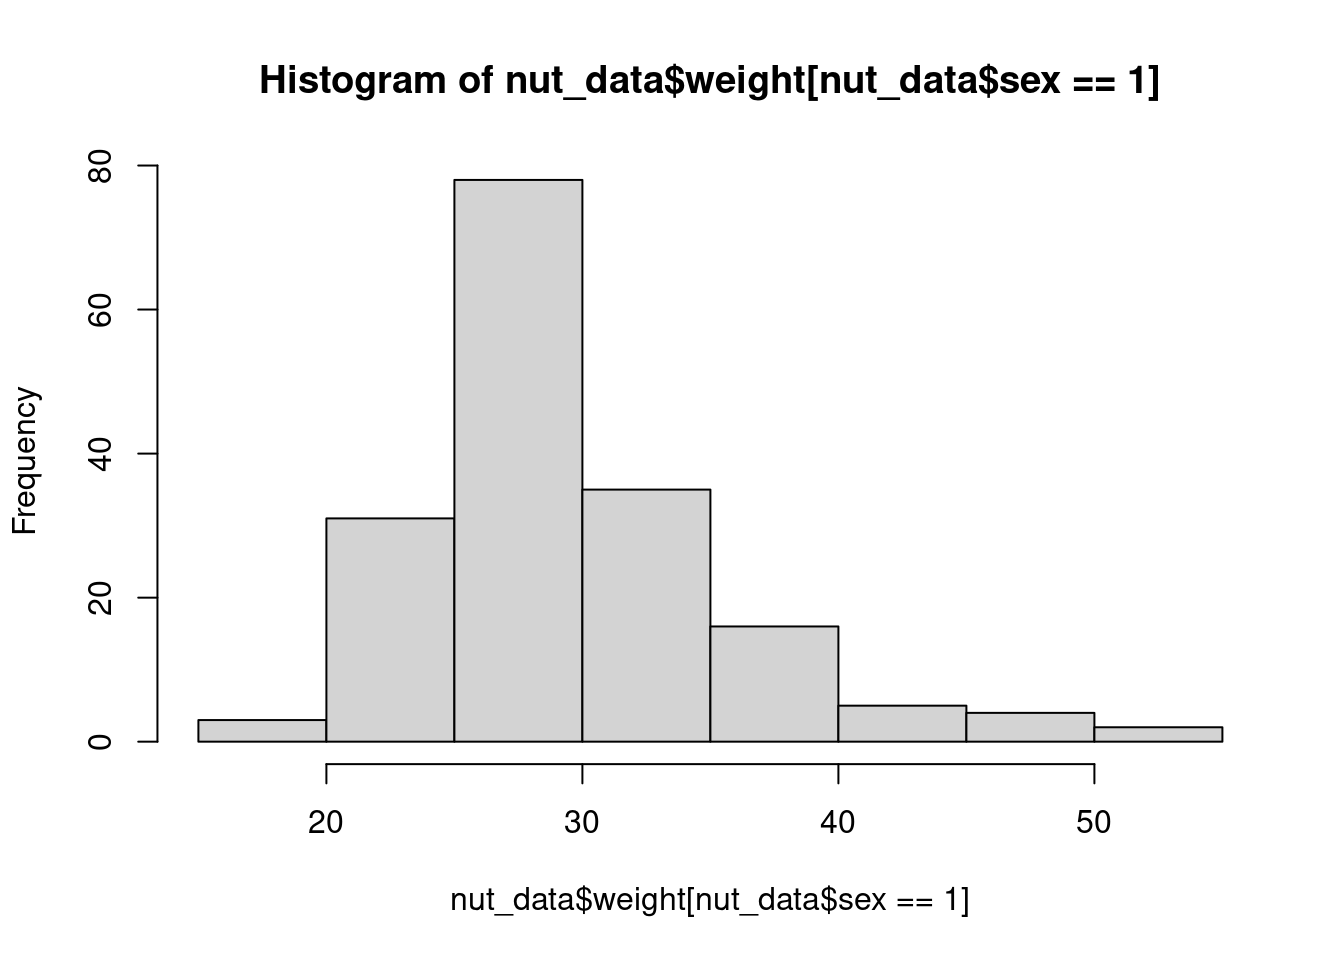 Histogram of nut_data$weight[nut_data$sex == 1]
Frequency
80
60
40
20
0
20 30 40 50
nut_data$weight[nut_data$sex == 1]